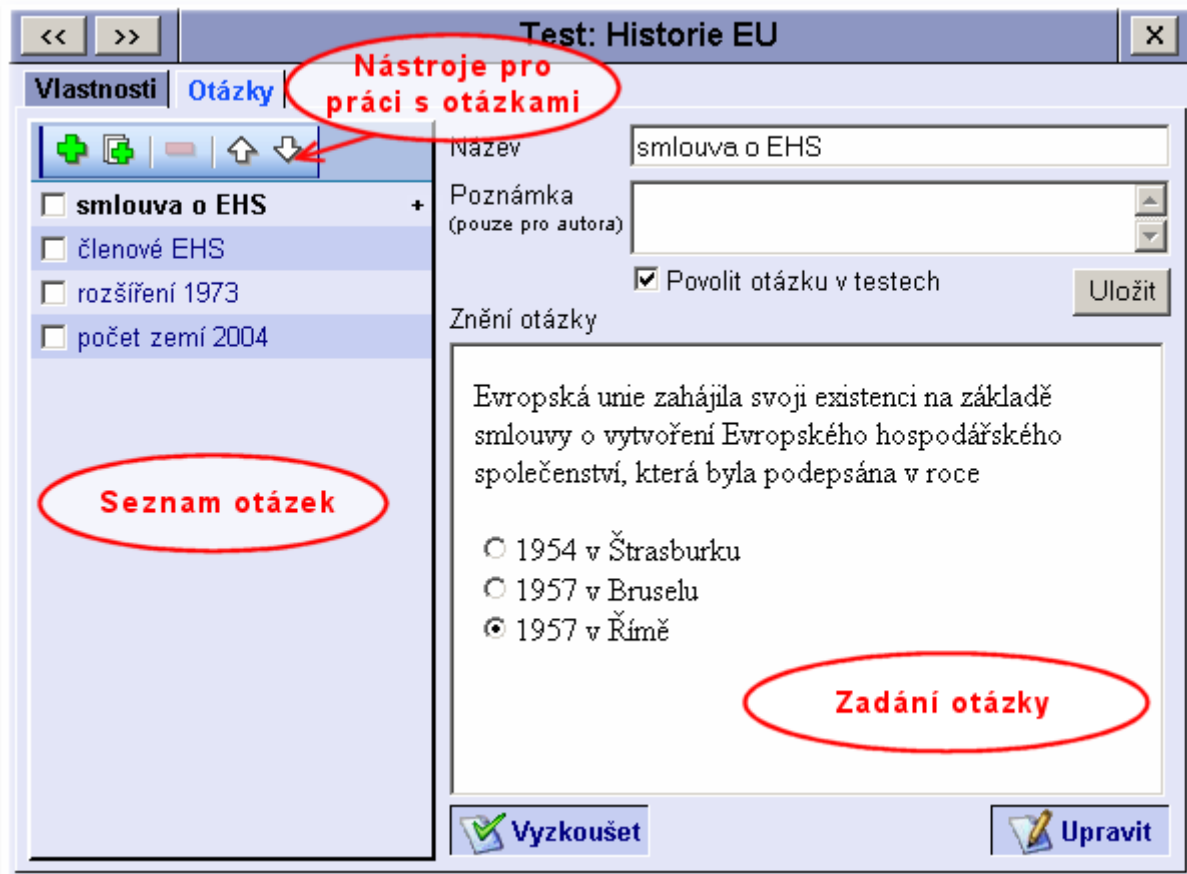 << >> Test: Historie EU x
Vlastnosti Otázky
Nástroje pro
práci s otázkami
smlouva o EHS +
členové EHS
rozšíření 1973
počet zemí 2004
Seznam otázek
Název smlouva o EHS
Poznámka
(pouze pro autora)
Povolit otázku v testech
Uložit
Znění otázky
Evropská unie zahájila svoji existenci na základě
smlouvy o vytvoření Evropského hospodářského
společenství, která byla podepsána v roce
1954 v Štrasburku
1957 v Bruselu
1957 v Římě
Zadání otázky
Vyzkoušet Upravit